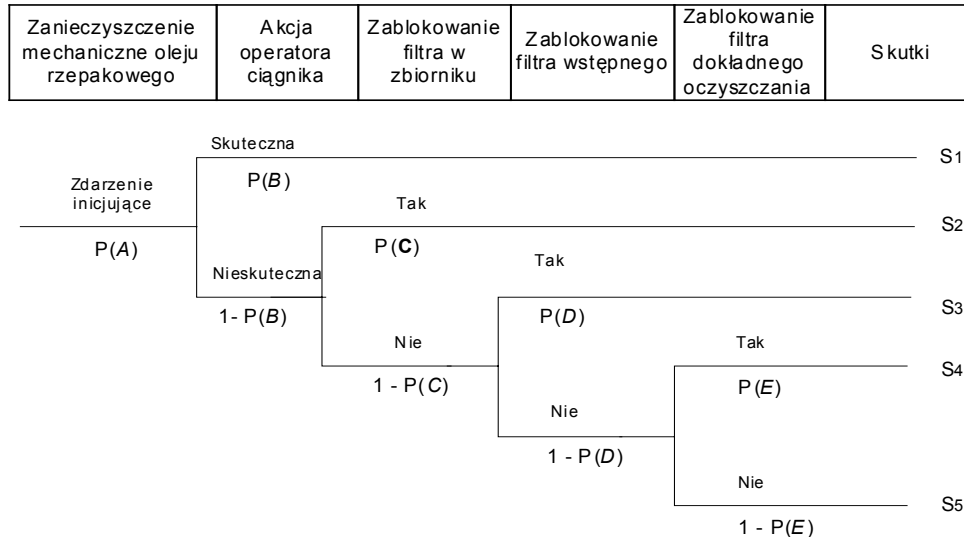 Zanieczyszczenie
mechaniczne oleju
rzepakowego
Akcja
operatora
ciągnika
Zablokowanie
filtra w
zbiorniku
Zablokowanie
filtra wstępnego
Zablokowanie
filtra
dokładnego
oczyszczania
Skutki
Skuteczna
S1
P(B)
Zdarzenie
inicjujące
Tak
S2
P(A)
P(C)
Nieskuteczna
Tak
S3
1- P(B)
P(D)
Nie
Tak
S4
1 - P(C)
P(E)
Nie
1 - P(D)
Nie
S5
1 - P(E)